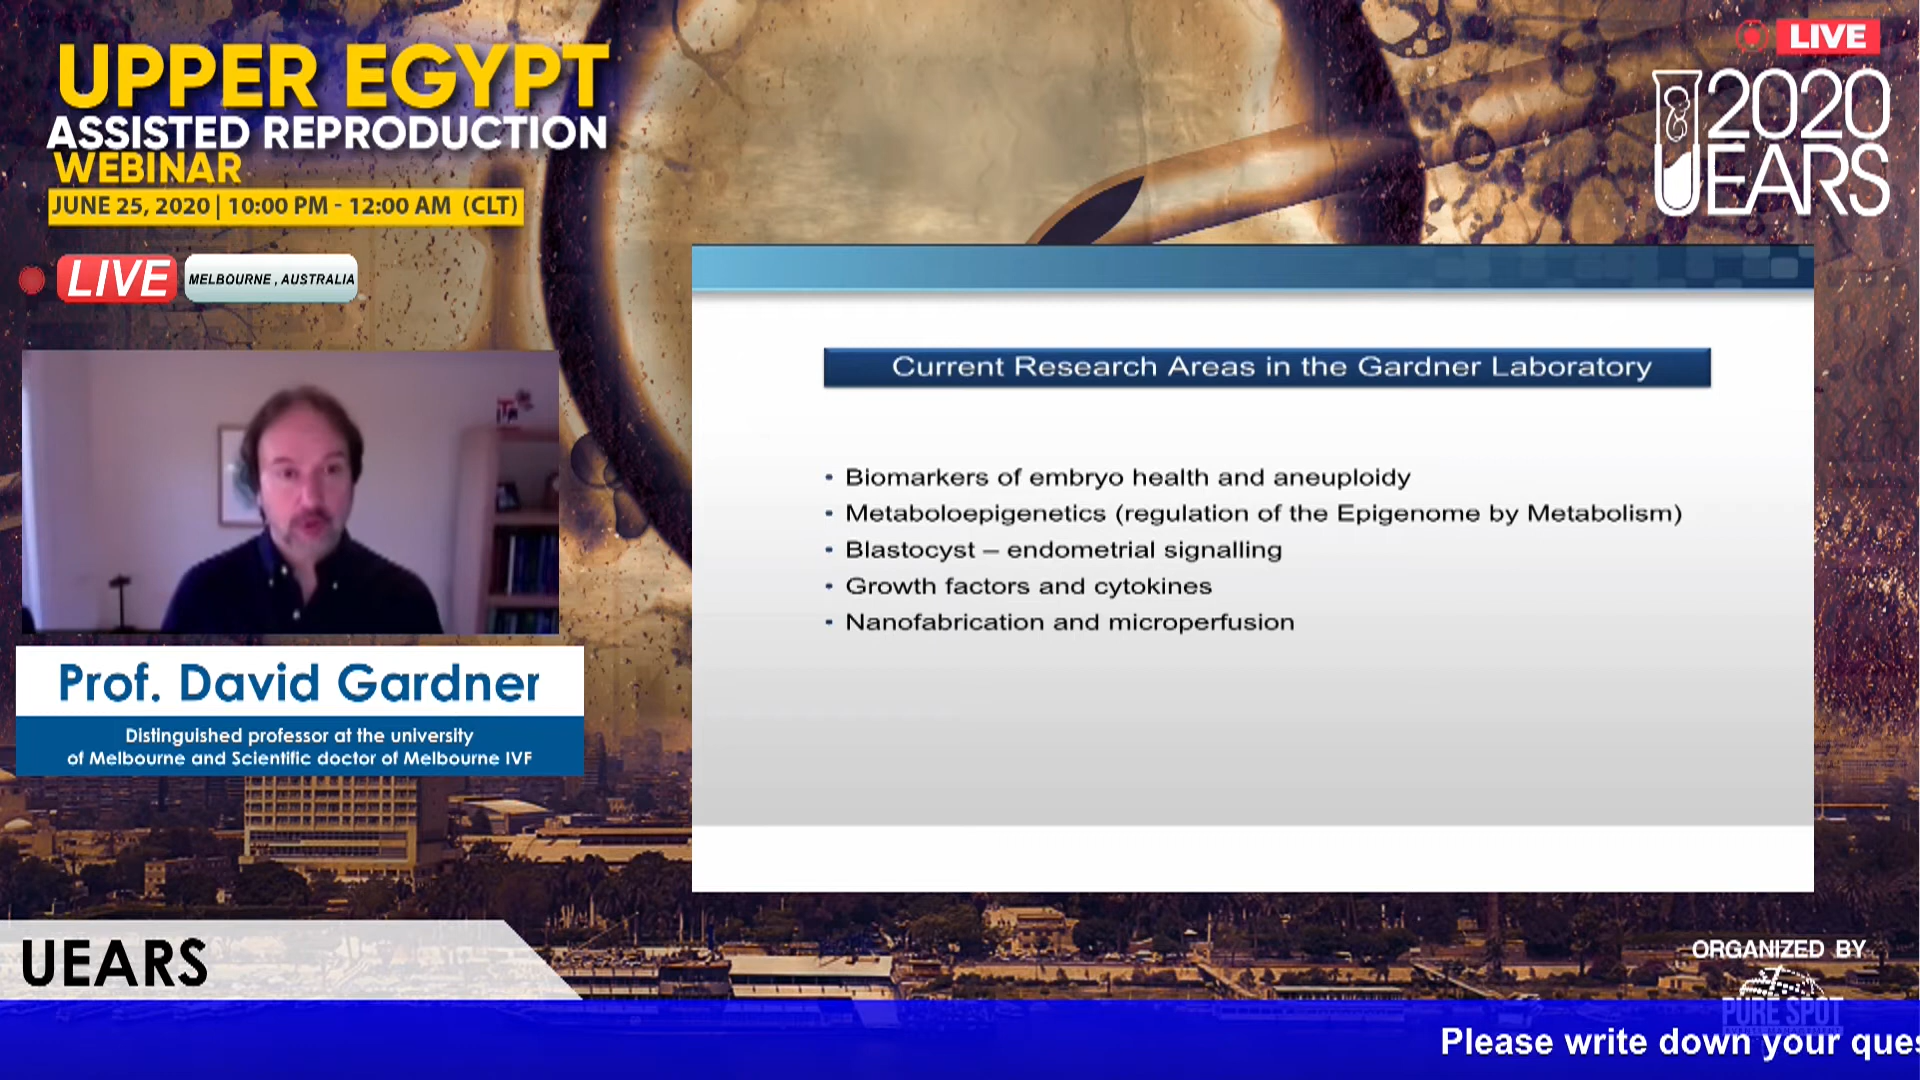 UPPER EGYPT
ASSISTED REPRODUCTION
WEBINAR
JUNE 25, 2020 | 10:00 PM - 12:00 AM (CLT)
LIVE
2020
UEARS
LIVE
MELBOURNE , AUSTRALIA
Prof. David Gardner
Distinguished professor at the university
of Melbourne and Scientific doctor of Melbourne IVF
Current Research Areas in the Gardner Laboratory
• Biomarkers of embryo health and aneuploidy
• Metaboloepigenetics (regulation of the Epigenome by Metabolism)
• Blastocyst – endometrial signalling
• Growth factors and cytokines
• Nanofabrication and microperfusion
UEARS
ORGANIZED BY
PURE SPOT
Please write down your ques